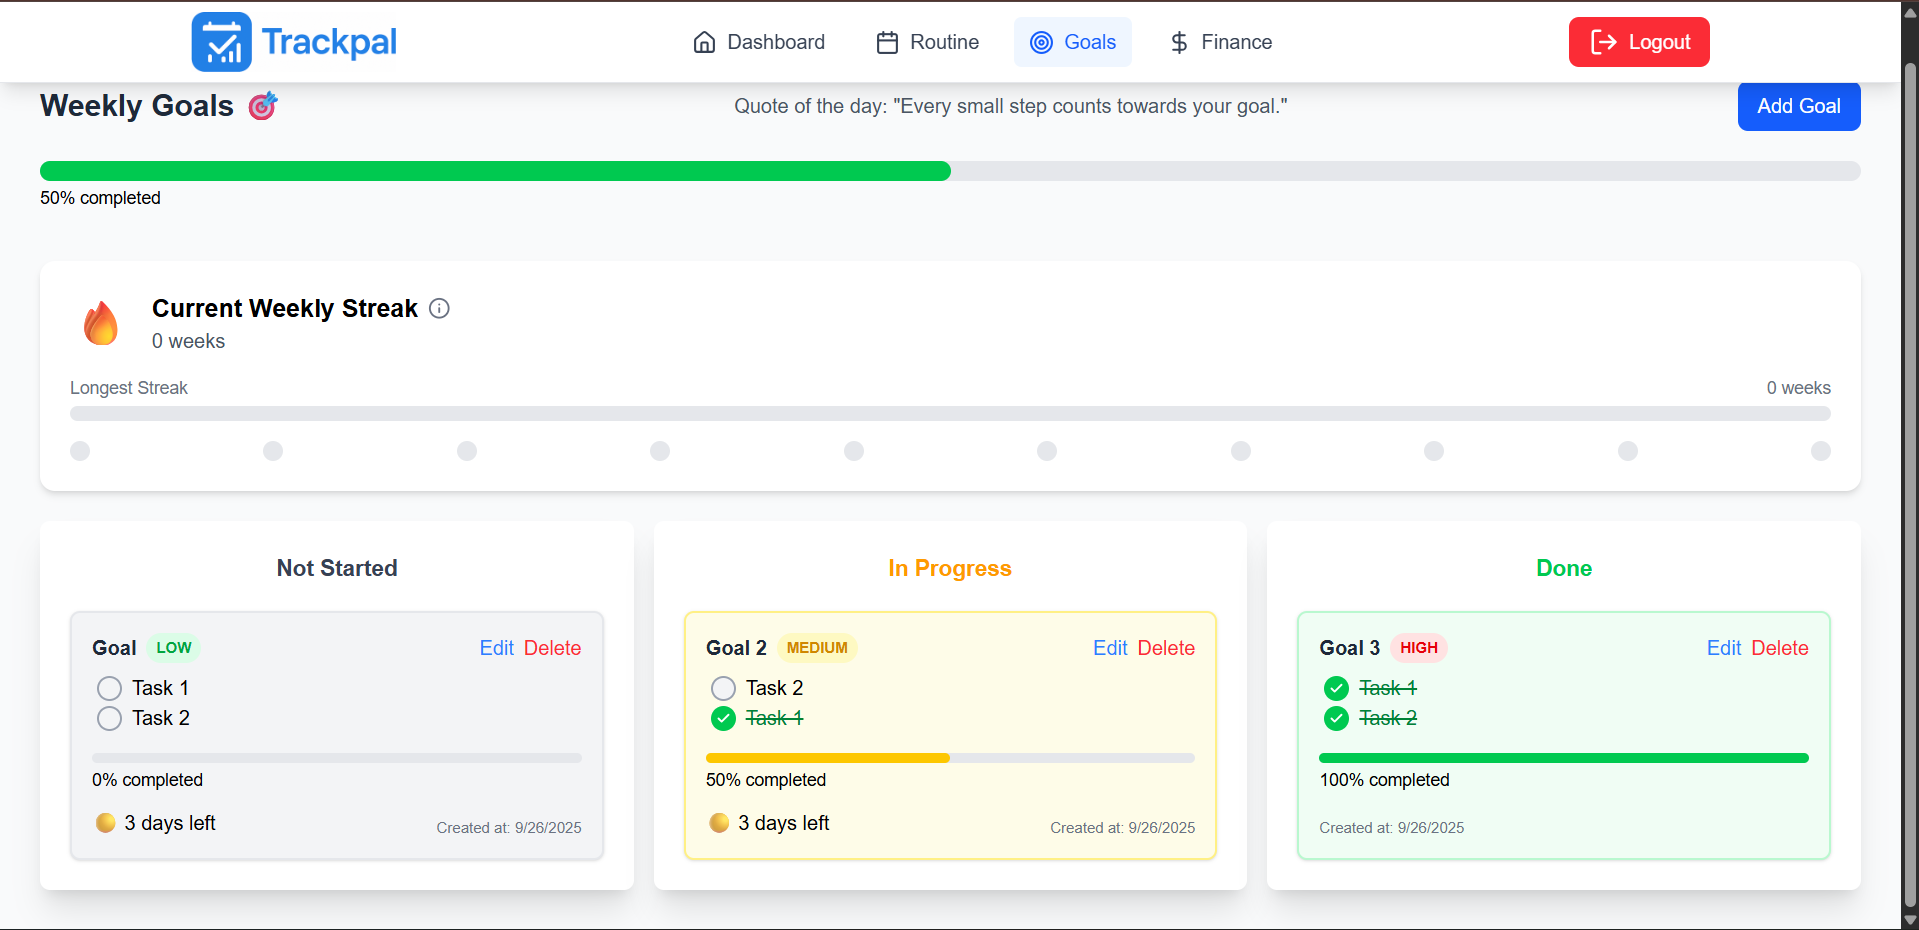 Trackpal
Dashboard
Routine
Goals
Finance
Logout
Weekly Goals
Quote of the day: "Every small step counts towards your goal."
Add Goal
50% completed
Current Weekly Streak
0 weeks
Longest Streak
0 weeks
Not Started
Goal LOW Edit Delete
Task 1
Task 2
0% completed
3 days left
Created at: 9/26/2025
In Progress
Goal 2 MEDIUM Edit Delete
Task 2
Task 1
50% completed
3 days left
Created at: 9/26/2025
Done
Goal 3 HIGH Edit Delete
Task 1
Task 2
100% completed
Created at: 9/26/2025